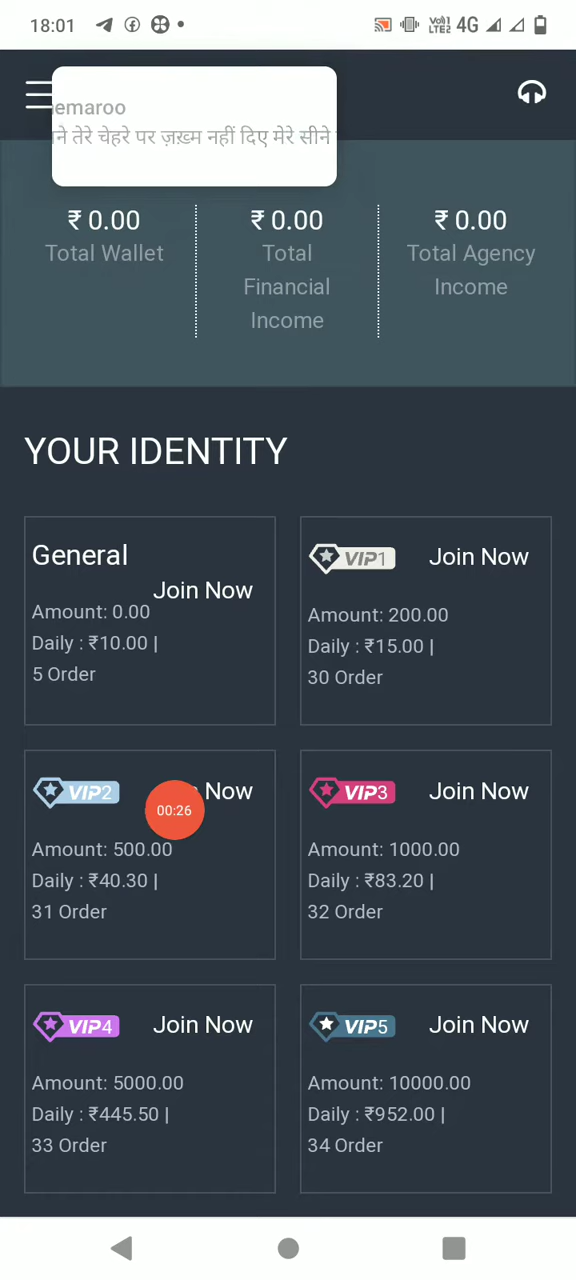 18:01
Vo))
LTE2
4G
ने तेरे चेहरे पर ज़ख़्म नहीं दिए मेरे सीने
₹ 0.00
₹ 0.00
₹ 0.00
Total Wallet
Total
Financial
Income
Total Agency
Income
YOUR IDENTITY
General
Join Now
Amount: 0.00
Daily : ₹10.00 |
5 Order
VIP1
Join Now
Amount: 200.00
Daily : ₹15.00 |
30 Order
VIP2
Now
00:26
Amount: 500.00
Daily : ₹40.30 |
31 Order
VIP3
Join Now
Amount: 1000.00
Daily : ₹83.20 |
32 Order
VIP4
Join Now
Amount: 5000.00
Daily : ₹445.50 |
33 Order
VIP5
Join Now
Amount: 10000.00
Daily : ₹952.00 |
34 Order